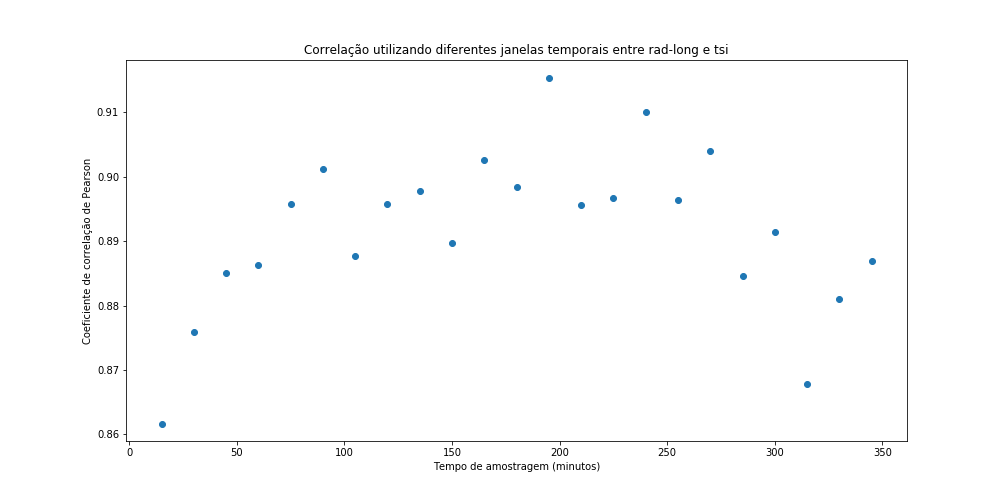 Correlação utilizando diferentes janelas temporais entre rad-long e tsi
Coeficiente de correlação de Pearson
0.91
0.90
0.89
0.88
0.87
0.86
0 50 100 150 200 250 300 350
Tempo de amostragem (minutos)